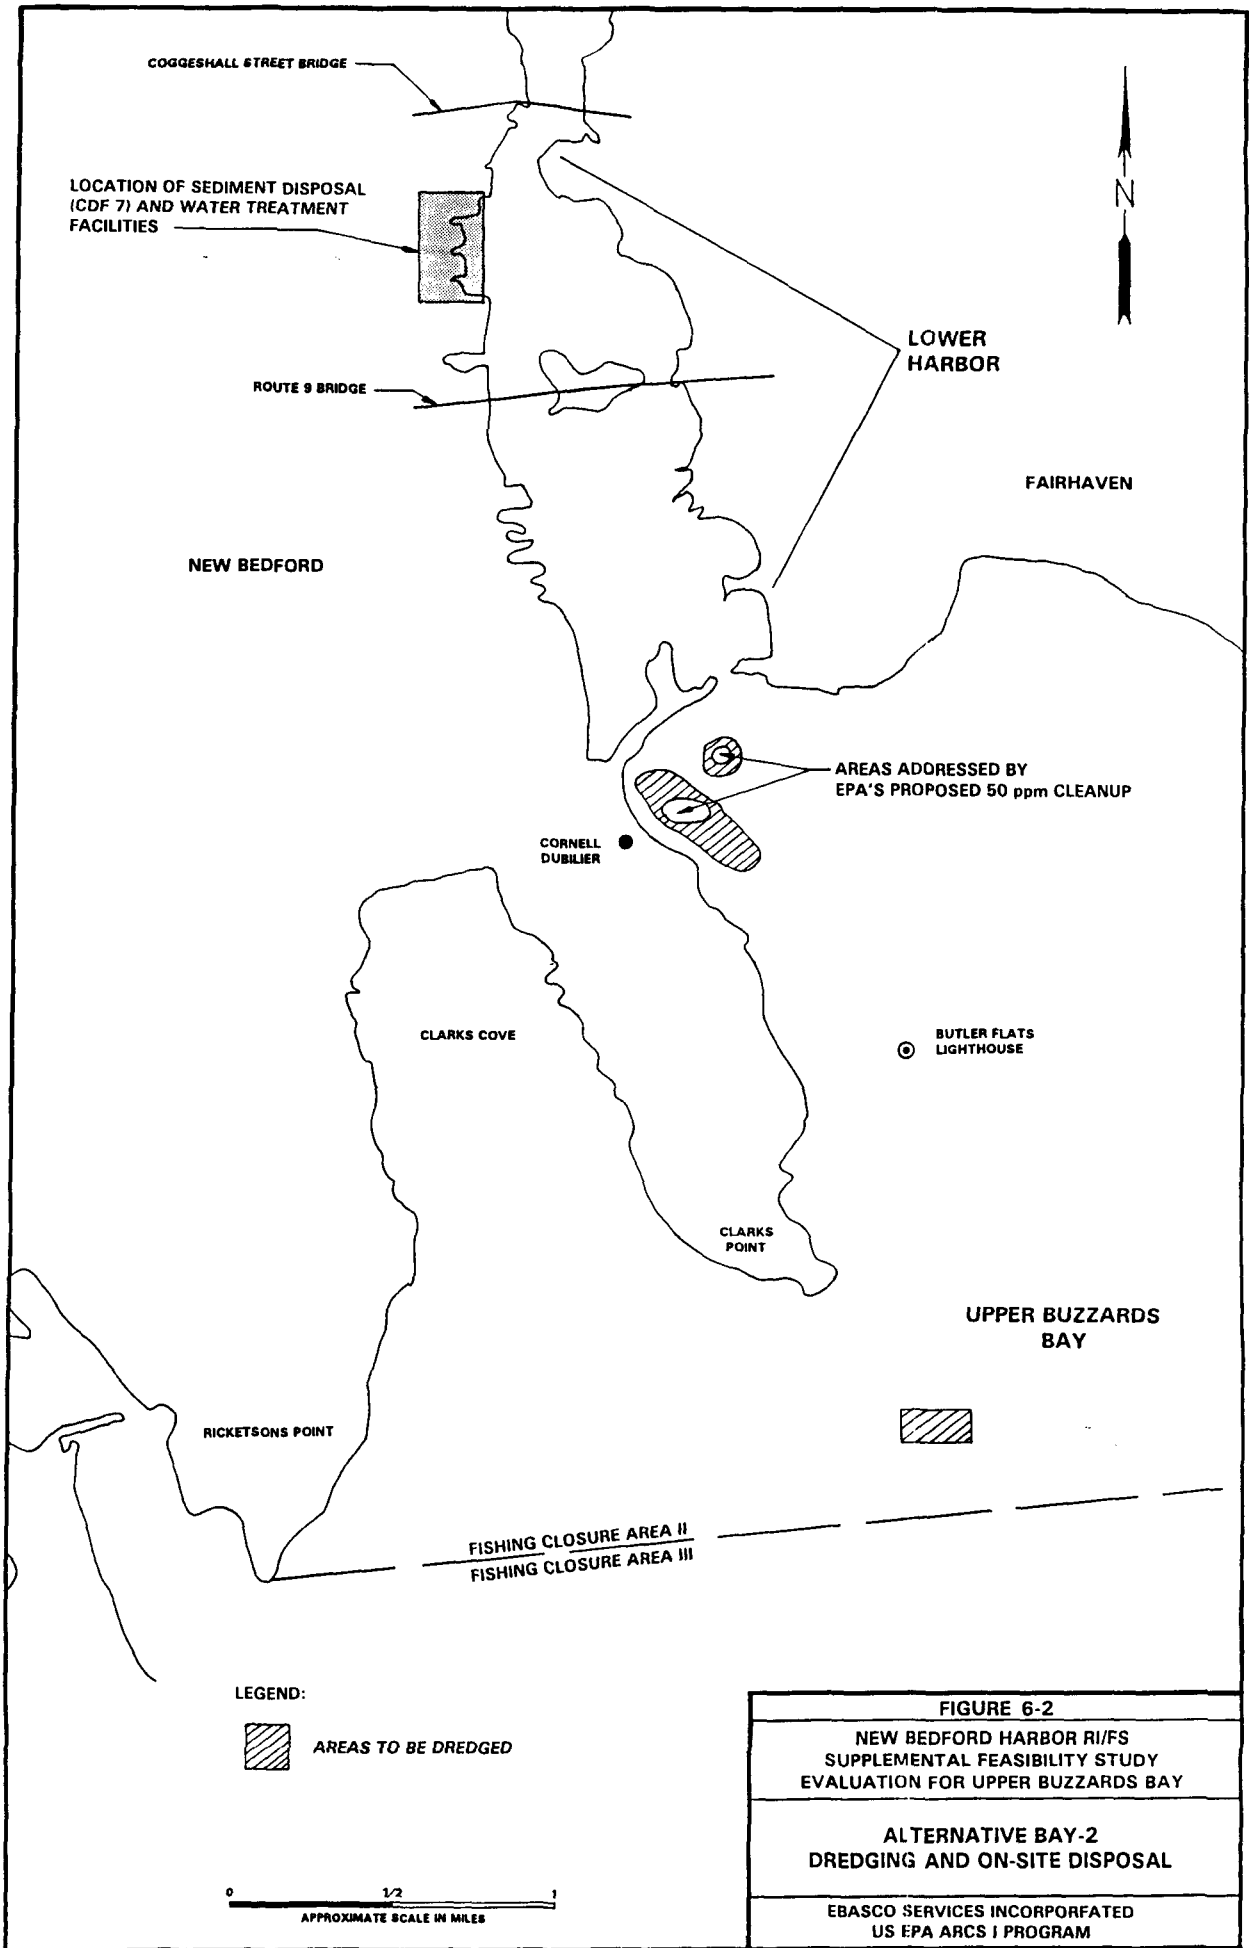 COGGESHALL STREET BRIDGE
LOCATION OF SEDIMENT DISPOSAL
(CDF 7) AND WATER TREATMENT
FACILITIES
N
LOWER
HARBOR
ROUTE 9 BRIDGE
FAIRHAVEN
NEW BEDFORD
AREAS ADDRESSED BY
EPA'S PROPOSED 50 ppm CLEANUP
CORNELL
DUBILIER
CLARKS COVE
BUTLER FLATS
LIGHTHOUSE
CLARKS
POINT
UPPER BUZZARDS
BAY
RICKETSONS POINT
FISHING CLOSURE AREA II
FISHING CLOSURE AREA III
LEGEND:
AREAS TO BE DREDGED
0 1/2 1
APPROXIMATE SCALE IN MILES
FIGURE 6-2
NEW BEDFORD HARBOR RI/FS
SUPPLEMENTAL FEASIBILITY STUDY
EVALUATION FOR UPPER BUZZARDS BAY
ALTERNATIVE BAY-2
DREDGING AND ON-SITE DISPOSAL
EBASCO SERVICES INCORPORFATED
US EPA ARCS I PROGRAM